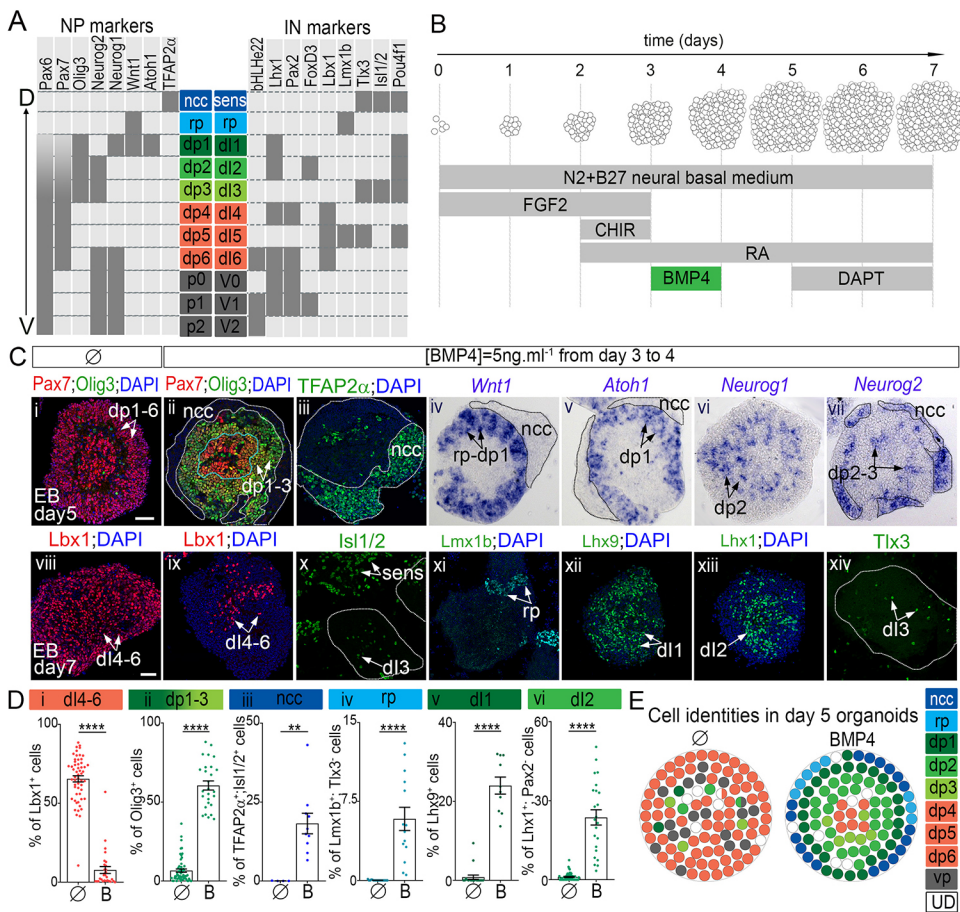 A
NP markers
IN markers
Pax6
Pax7
Olig3
Neurog2
Neurog1
Wnt1
Atoh1
TFAP2α
bHLHe22
Lhx1
Pax2
FoxD3
Lbx1
Lmx1b
Tlx3
Isl1/2
Pou4f1
D
V
ncc sens
rp rp
dp1 dI1
dp2 dI2
dp3 dI3
dp4 dI4
dp5 dI5
dp6 dI6
p0 V0
p1 V1
p2 V2
B
time (days)
0 1 2 3 4 5 6 7
N2+B27 neural basal medium
FGF2
CHIR
RA
BMP4
DAPT
C
∅
[BMP4]=5ng.ml-1 from day 3 to 4
Pax7;Olig3;DAPI
i
dp1-6
EB
day5
Pax7;Olig3;DAPI
ii
ncc
dp1-3
TFAP2α;DAPI
iii
ncc
Wnt1
iv
ncc
rp-dp1
Atoh1
v
ncc
dp1
Neurog1
vi
dp2
Neurog2
vii
ncc
dp2-3
Lbx1;DAPI
viii
dI4-6
EB
day7
Lbx1;DAPI
ix
dI4-6
Isl1/2
x
sens
dI3
Lmx1b;DAPI
xi
rp
Lhx9;DAPI
xii
dI1
Lhx1;DAPI
xiii
dI2
Tlx3
xiv
dI3
D
i dI4-6
% of Lbx1+ cells
100
50
0
****
∅ B
ii dp1-3
% of Olig3+ cells
100
50
0
****
∅ B
iii ncc
% of TFAP2α+;Isl1/2+ cells
50
25
0
**
∅ B
iv rp
% of Lmx1b+; Tlx3- cells
15
7.5
0
****
∅ B
v dI1
% of Lhx9+ cells
40
20
0
****
∅ B
vi dI2
% of Lhx1+; Pax2- cells
60
30
0
****
∅ B
E
Cell identities in day 5 organoids
∅
BMP4
ncc
rp
dp1
dp2
dp3
dp4
dp5
dp6
vp
UD